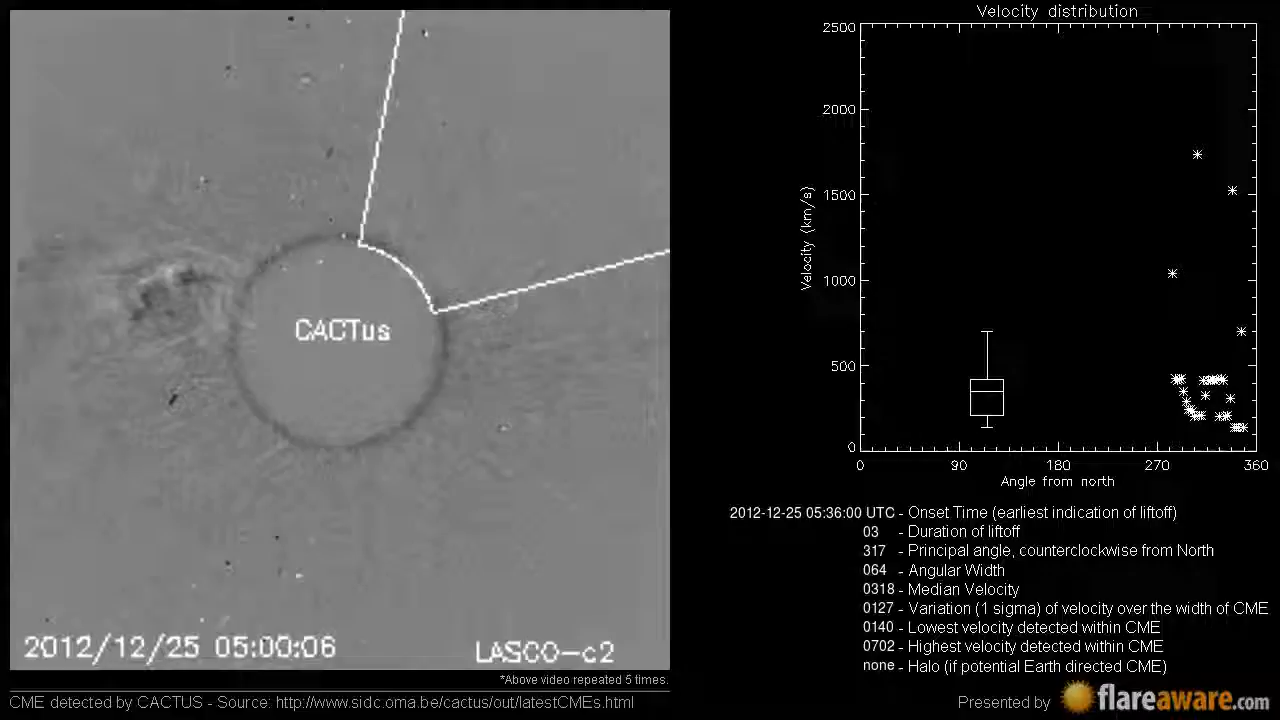 Velocity distribution
2500
2000
1500
1000
500
0
Velocity (km/s)
0 90 180 270 360
Angle from north
CACTus
2012/12/25 05:00:06 LASCO-c2
*Above video repeated 5 times.
CME detected by CACTUS - Source: http://www.sidc.oma.be/cactus/out/latestCMEs.html
2012-12-25 05:36:00 UTC - Onset Time (earliest indication of liftoff)
03 - Duration of liftoff
317 - Principal angle, counterclockwise from North
064 - Angular Width
0318 - Median Velocity
0127 - Variation (1 sigma) of velocity over the width of CME
0140 - Lowest velocity detected within CME
0702 - Highest velocity detected within CME
none - Halo (if potential Earth directed CME)
Presented by flareaware.com